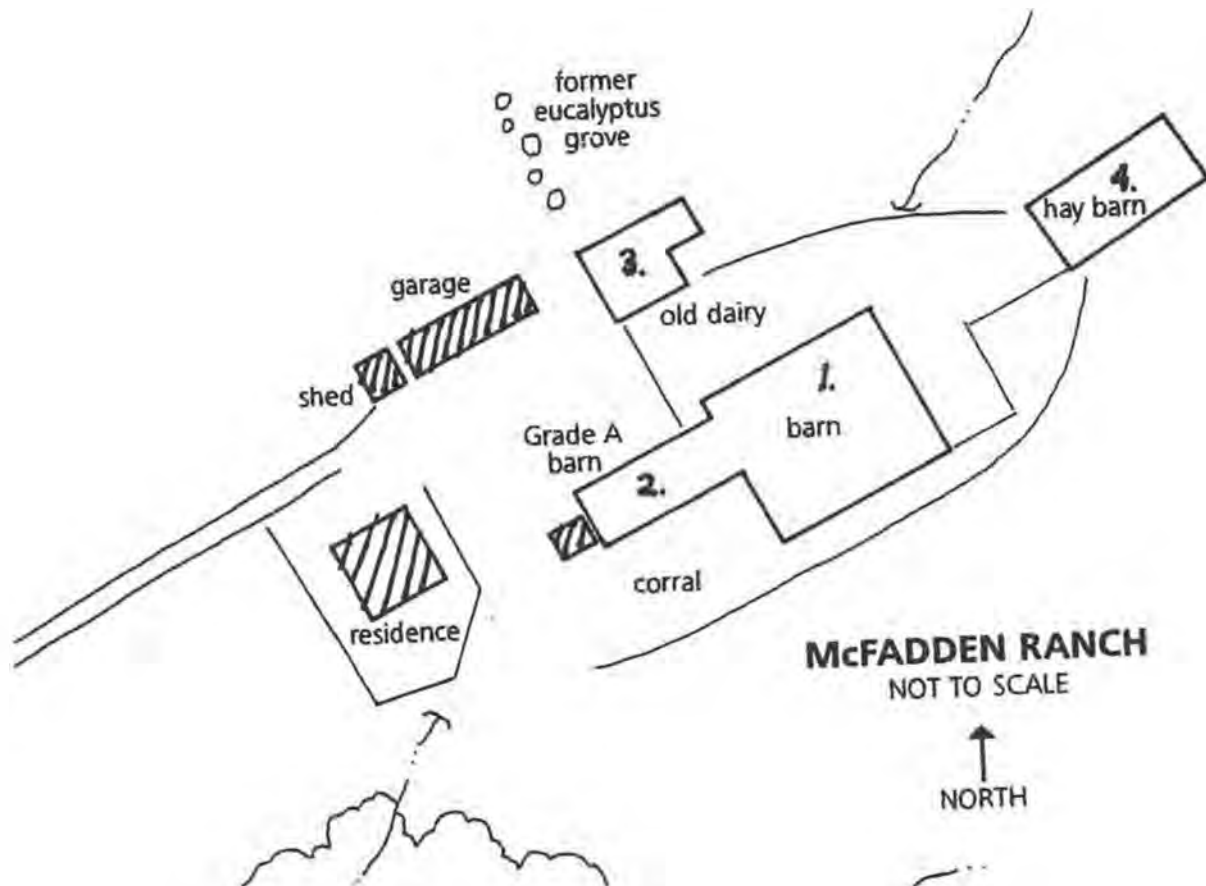 former
eucalyptus
grove
4.
hay barn
3.
garage
old dairy
shed
1.
barn
Grade A
barn
2.
corral
residence
McFADDEN RANCH
NOT TO SCALE
NORTH